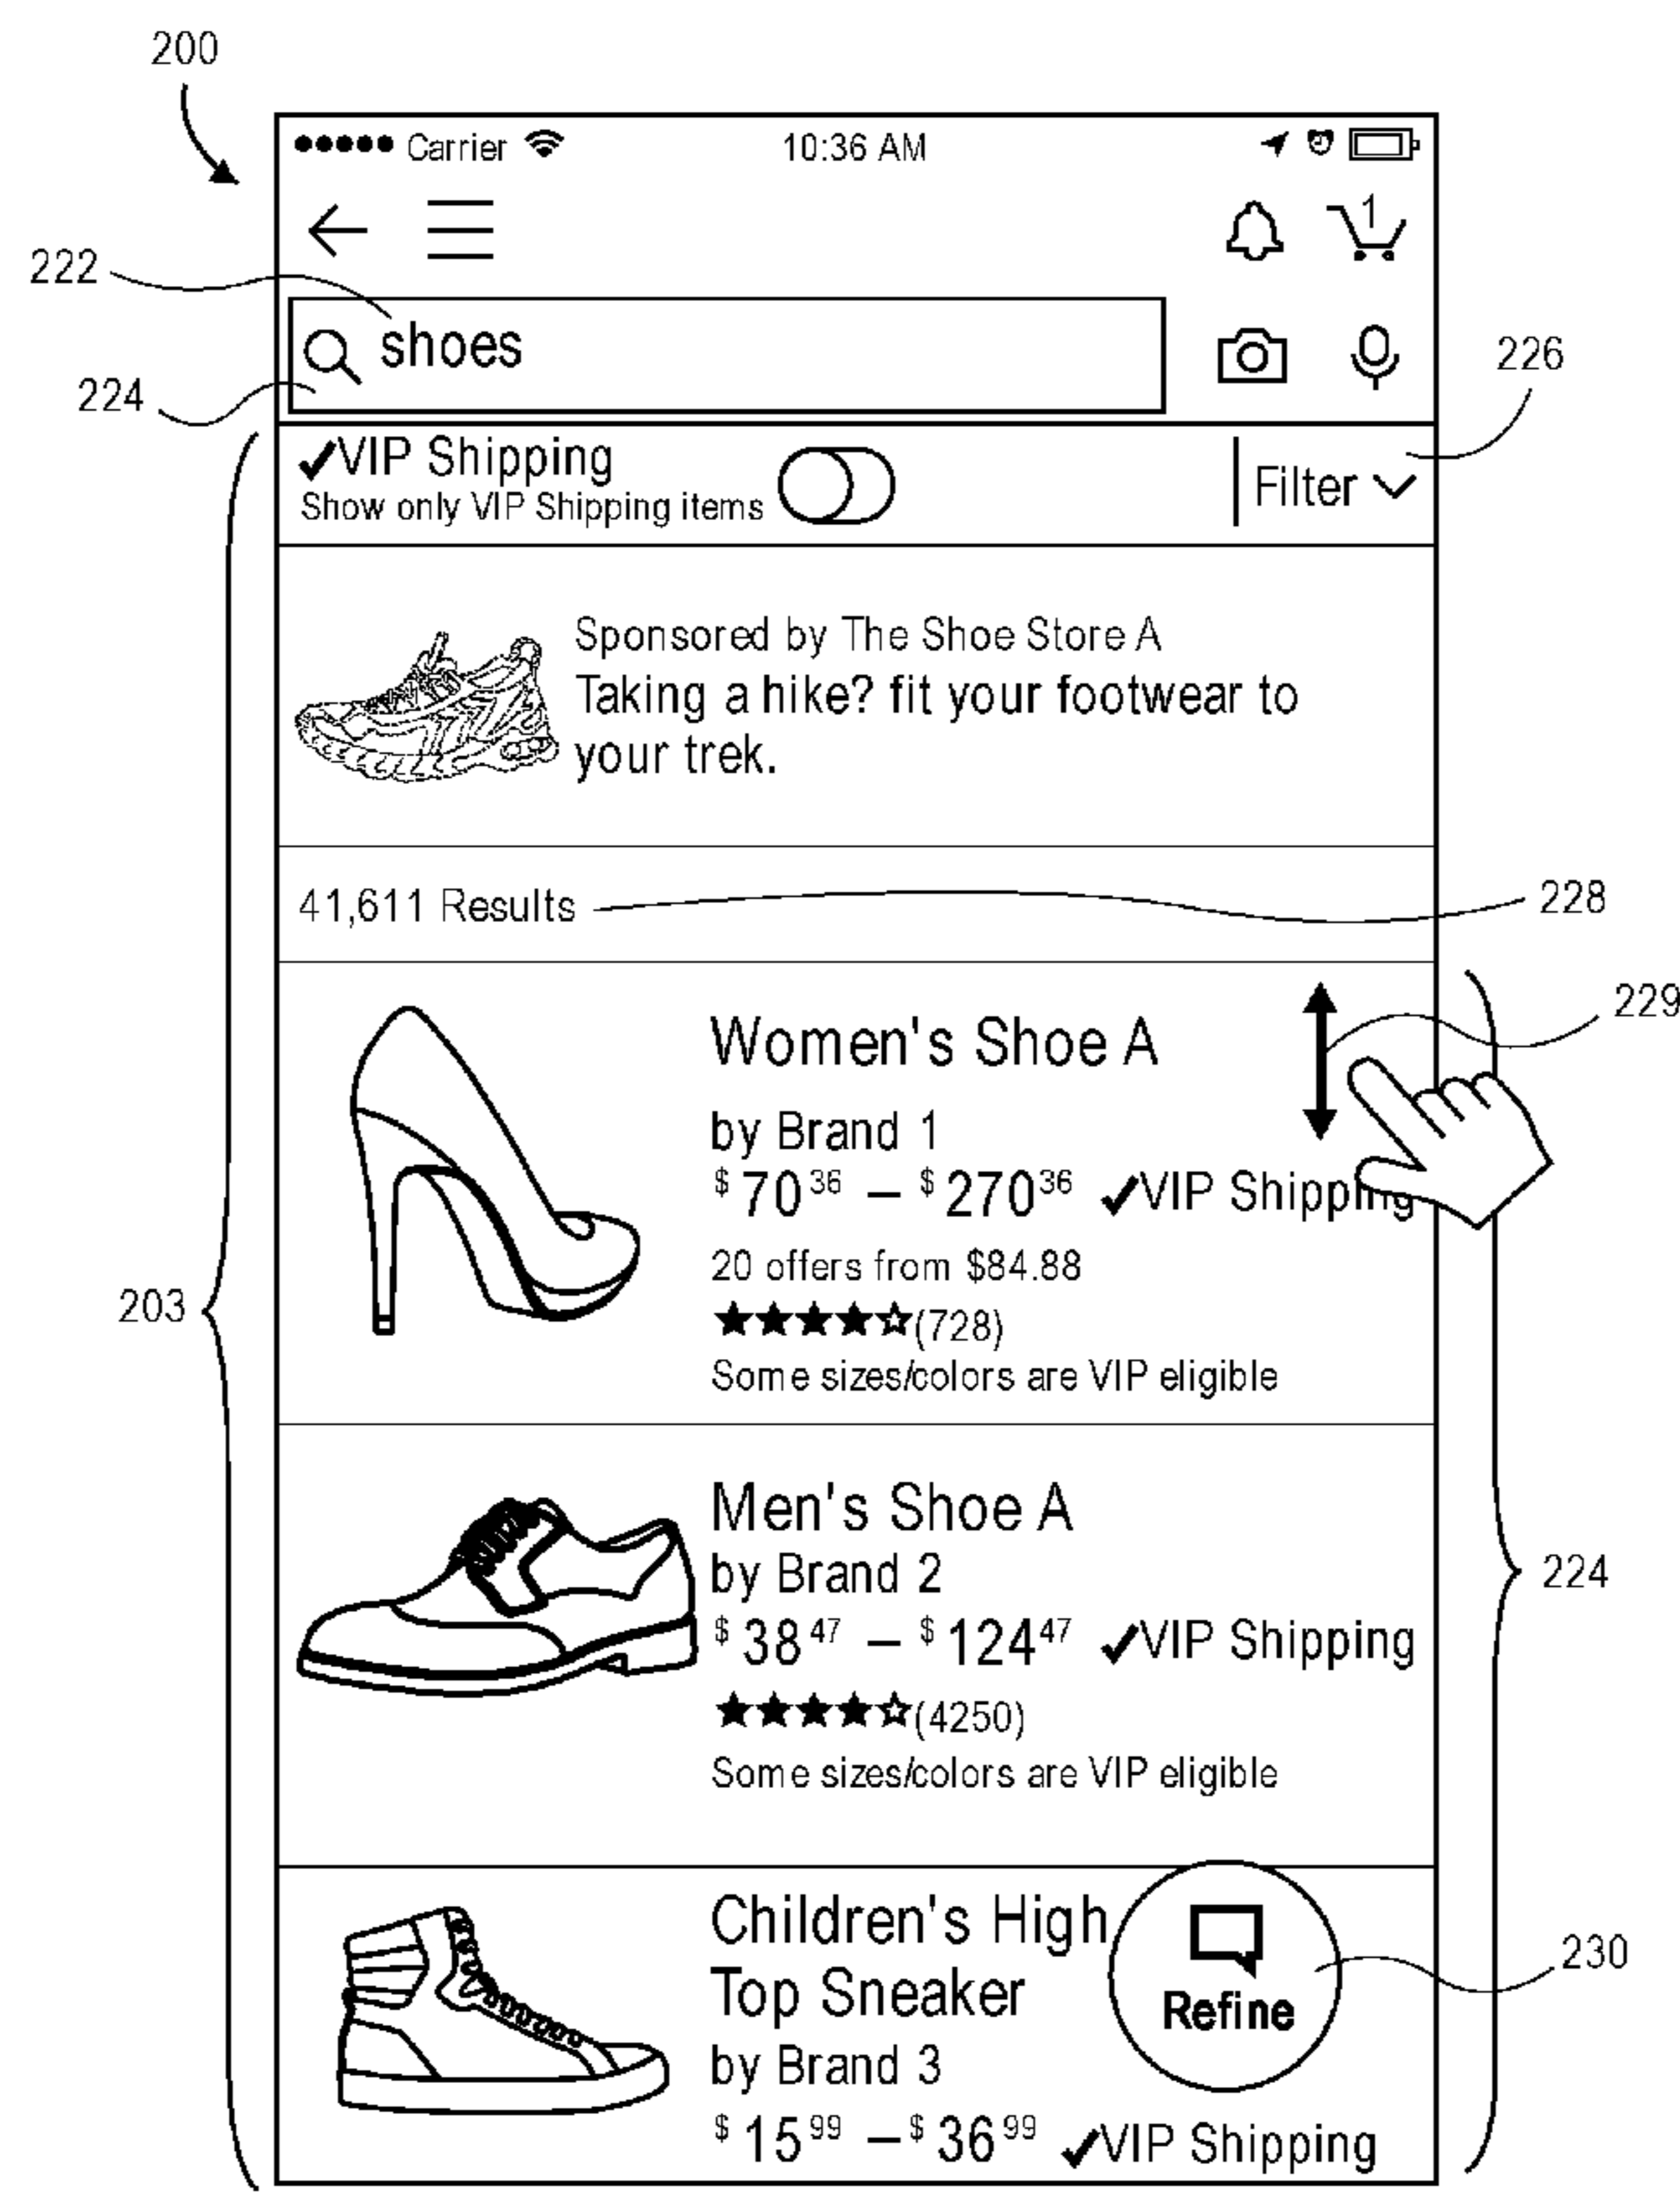 200
Carrier 10:36 AM
1
222
shoes
224
226
✓VIP Shipping
Show only VIP Shipping items
Filter
Sponsored by The Shoe Store A
Taking a hike? fit your footwear to
your trek.
41,611 Results
228
229
Women's Shoe A
by Brand 1
$ 70 36 – $ 270 36 ✓VIP Shipping
20 offers from $84.88
★★★★☆(728)
Some sizes/colors are VIP eligible
203
Men's Shoe A
by Brand 2
$ 38 47 – $ 124 47 ✓VIP Shipping
★★★★☆(4250)
Some sizes/colors are VIP eligible
224
Children's High
Top Sneaker
by Brand 3
$ 15 99 – $ 36 99 ✓VIP Shipping
Refine
230